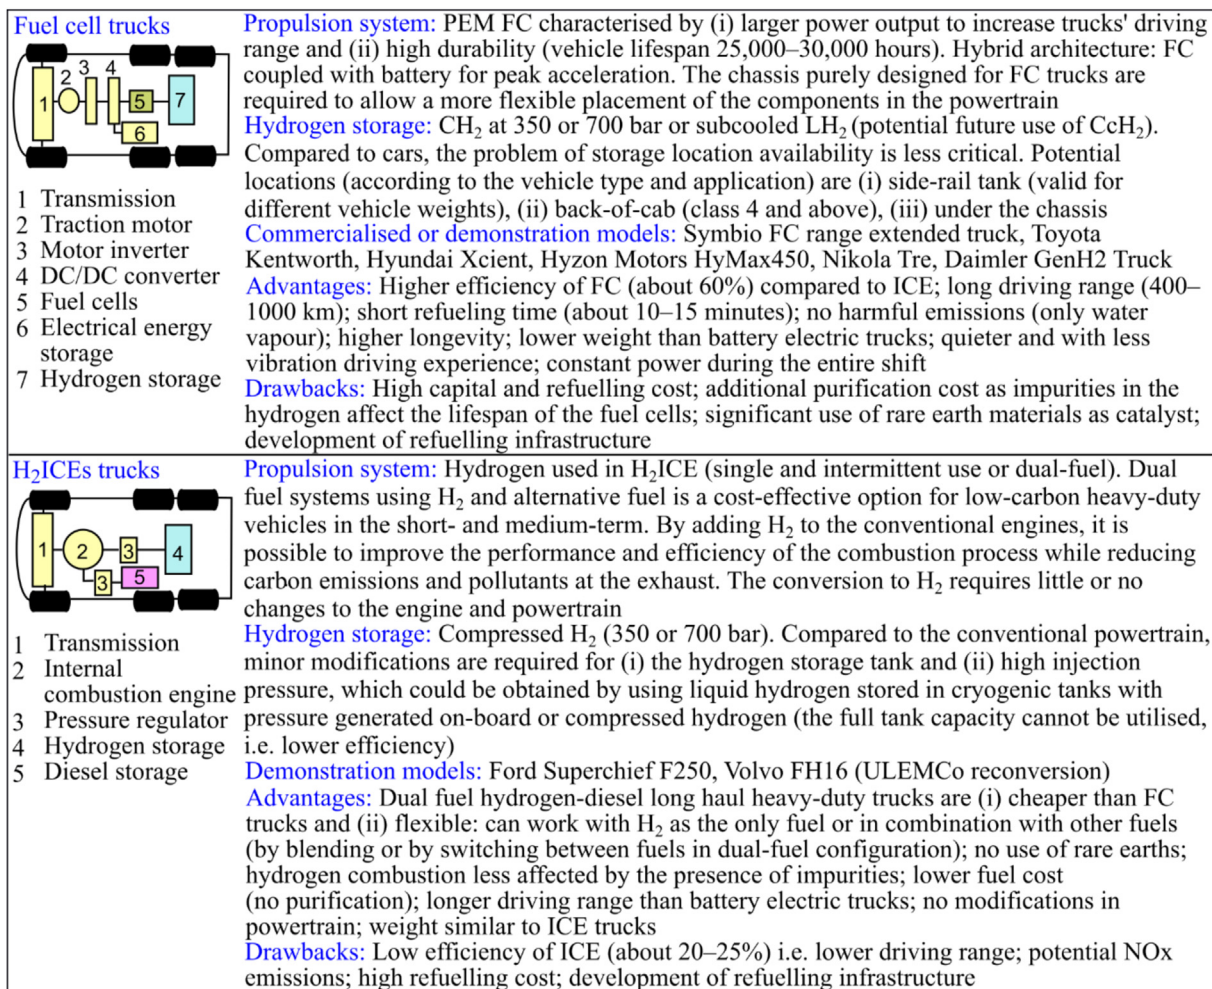 Fuel cell trucks
1
2
3
4
5
6
7
1 Transmission
2 Traction motor
3 Motor inverter
4 DC/DC converter
5 Fuel cells
6 Electrical energy
storage
7 Hydrogen storage
Propulsion system: PEM FC characterised by (i) larger power output to increase trucks' driving
range and (ii) high durability (vehicle lifespan 25,000–30,000 hours). Hybrid architecture: FC
coupled with battery for peak acceleration. The chassis purely designed for FC trucks are
required to allow a more flexible placement of the components in the powertrain
Hydrogen storage: CH₂ at 350 or 700 bar or subcooled LH₂ (potential future use of CcH₂).
Compared to cars, the problem of storage location availability is less critical. Potential
locations (according to the vehicle type and application) are (i) side-rail tank (valid for
different vehicle weights), (ii) back-of-cab (class 4 and above), (iii) under the chassis
Commercialised or demonstration models: Symbio FC range extended truck, Toyota
Kentworth, Hyundai Xcient, Hyzon Motors HyMax450, Nikola Tre, Daimler GenH2 Truck
Advantages: Higher efficiency of FC (about 60%) compared to ICE; long driving range (400–
1000 km); short refueling time (about 10–15 minutes); no harmful emissions (only water
vapour); higher longevity; lower weight than battery electric trucks; quieter and with less
vibration driving experience; constant power during the entire shift
Drawbacks: High capital and refuelling cost; additional purification cost as impurities in the
hydrogen affect the lifespan of the fuel cells; significant use of rare earth materials as catalyst;
development of refuelling infrastructure
H₂ICEs trucks
1
2
3
4
3
5
1 Transmission
2 Internal
combustion engine
3 Pressure regulator
4 Hydrogen storage
5 Diesel storage
Propulsion system: Hydrogen used in H₂ICE (single and intermittent use or dual-fuel). Dual
fuel systems using H₂ and alternative fuel is a cost-effective option for low-carbon heavy-duty
vehicles in the short- and medium-term. By adding H₂ to the conventional engines, it is
possible to improve the performance and efficiency of the combustion process while reducing
carbon emissions and pollutants at the exhaust. The conversion to H₂ requires little or no
changes to the engine and powertrain
Hydrogen storage: Compressed H₂ (350 or 700 bar). Compared to the conventional powertrain,
minor modifications are required for (i) the hydrogen storage tank and (ii) high injection
pressure, which could be obtained by using liquid hydrogen stored in cryogenic tanks with
pressure generated on-board or compressed hydrogen (the full tank capacity cannot be utilised,
i.e. lower efficiency)
Demonstration models: Ford Superchief F250, Volvo FH16 (ULEMCo reconversion)
Advantages: Dual fuel hydrogen-diesel long haul heavy-duty trucks are (i) cheaper than FC
trucks and (ii) flexible: can work with H₂ as the only fuel or in combination with other fuels
(by blending or by switching between fuels in dual-fuel configuration); no use of rare earths;
hydrogen combustion less affected by the presence of impurities; lower fuel cost
(no purification); longer driving range than battery electric trucks; no modifications in
powertrain; weight similar to ICE trucks
Drawbacks: Low efficiency of ICE (about 20–25%) i.e. lower driving range; potential NOx
emissions; high refuelling cost; development of refuelling infrastructure